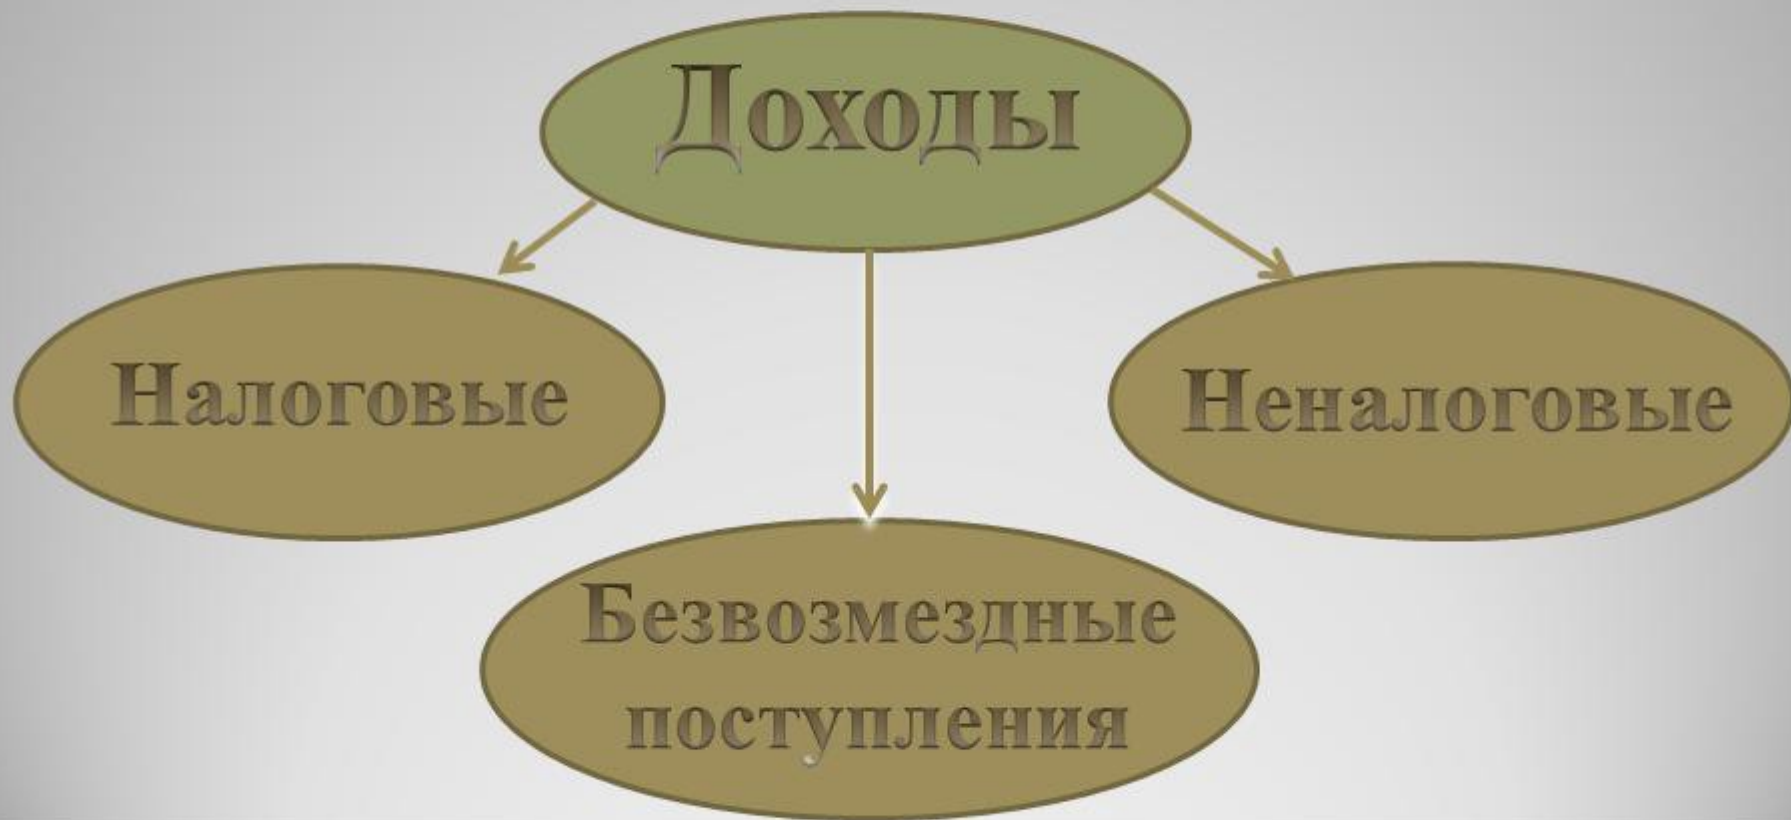 Доходы
Налоговые
Неналоговые
Безвозмездные
поступления